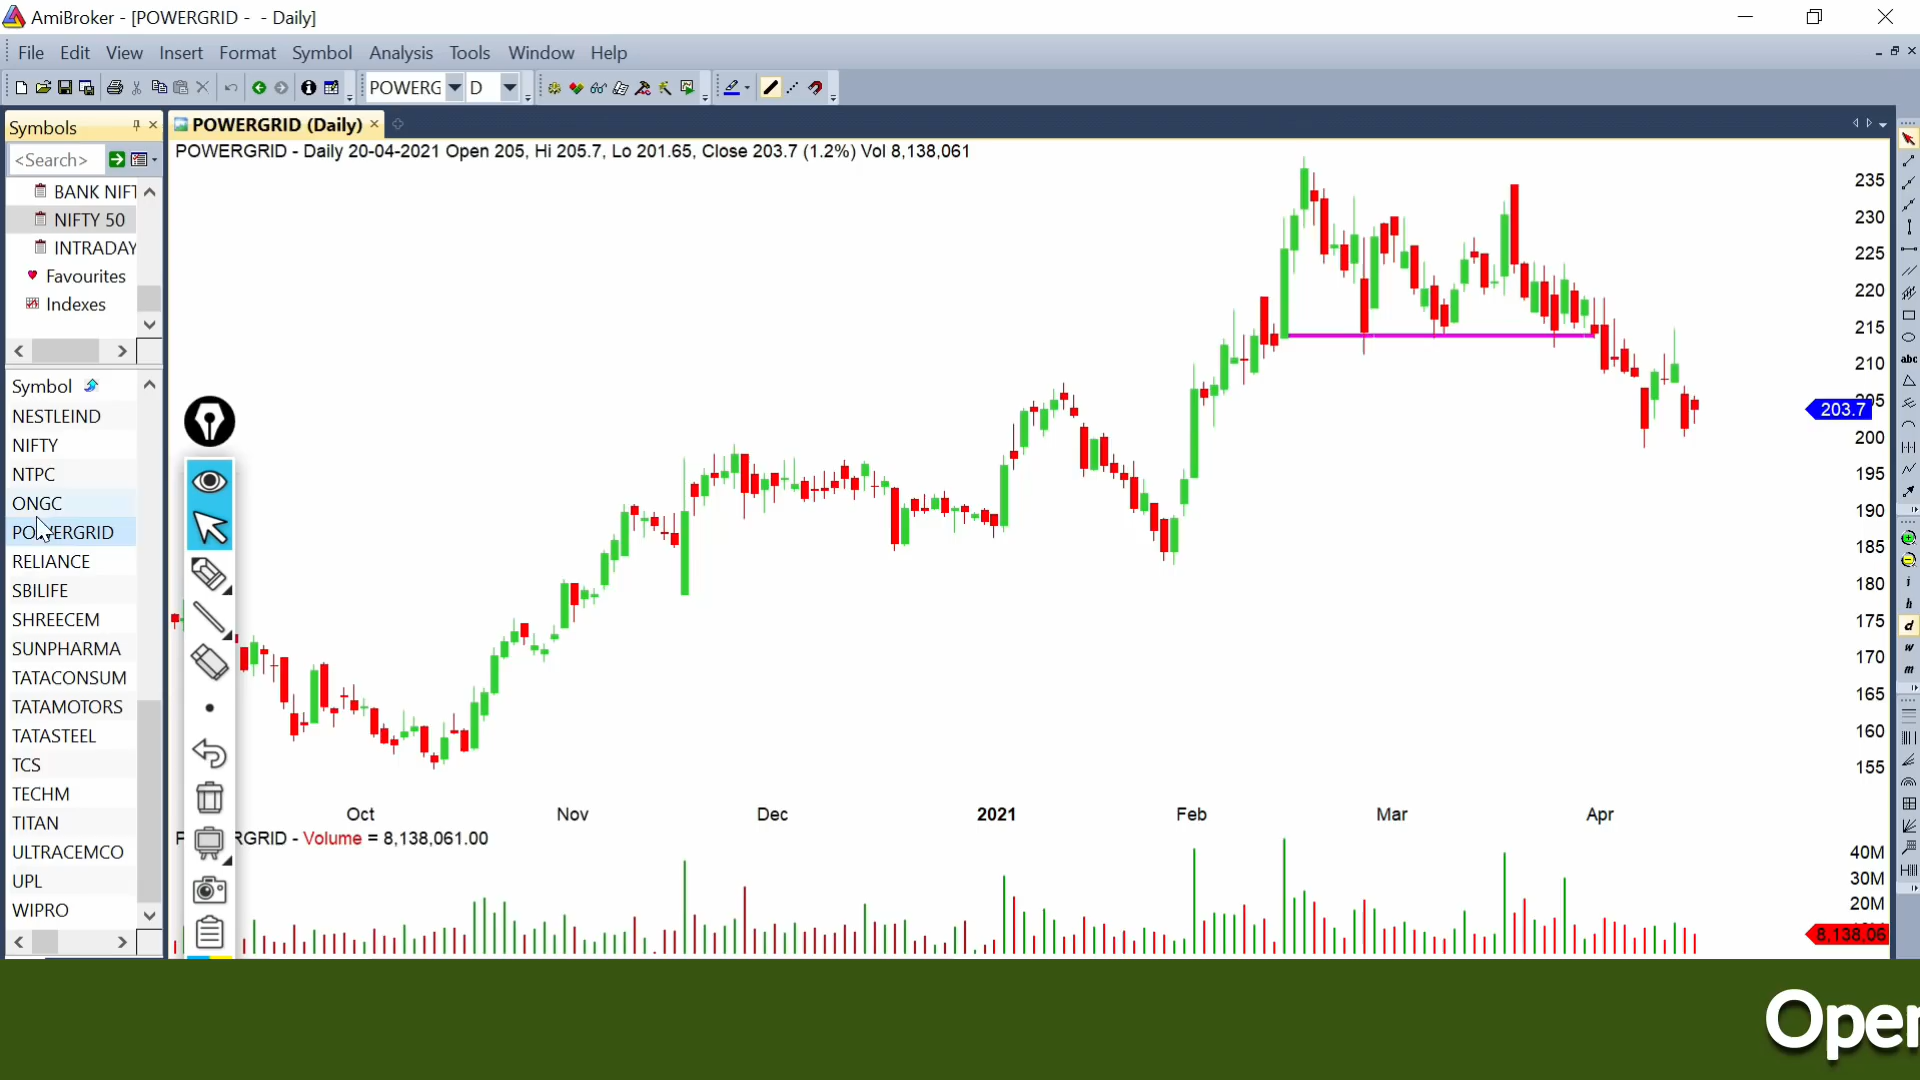 AmiBroker - [POWERGRID - - Daily]
File Edit View Insert Format Symbol Analysis Tools Window Help
POWERG D
Symbols
POWERGRID (Daily)
<Search>
POWERGRID - Daily 20-04-2021 Open 205, Hi 205.7, Lo 201.65, Close 203.7 (1.2%) Vol 8,138,061
BANK NIFT
NIFTY 50
INTRADAY
Favourites
Indexes
Symbol
NESTLEIND
NIFTY
NTPC
ONGC
POWERGRID
RELIANCE
SBILIFE
SHREECEM
SUNPHARMA
TATACONSUM
TATAMOTORS
TATASTEEL
TCS
TECHM
TITAN
ULTRACEMCO
UPL
WIPRO
235
230
225
220
215
210
205
203.7
200
195
190
185
180
175
170
165
160
155
Oct Nov Dec 2021 Feb Mar Apr
P RGRID - Volume = 8,138,061.00
40M
30M
20M
8,138,06
abc
i
h
d
w
m
Oper